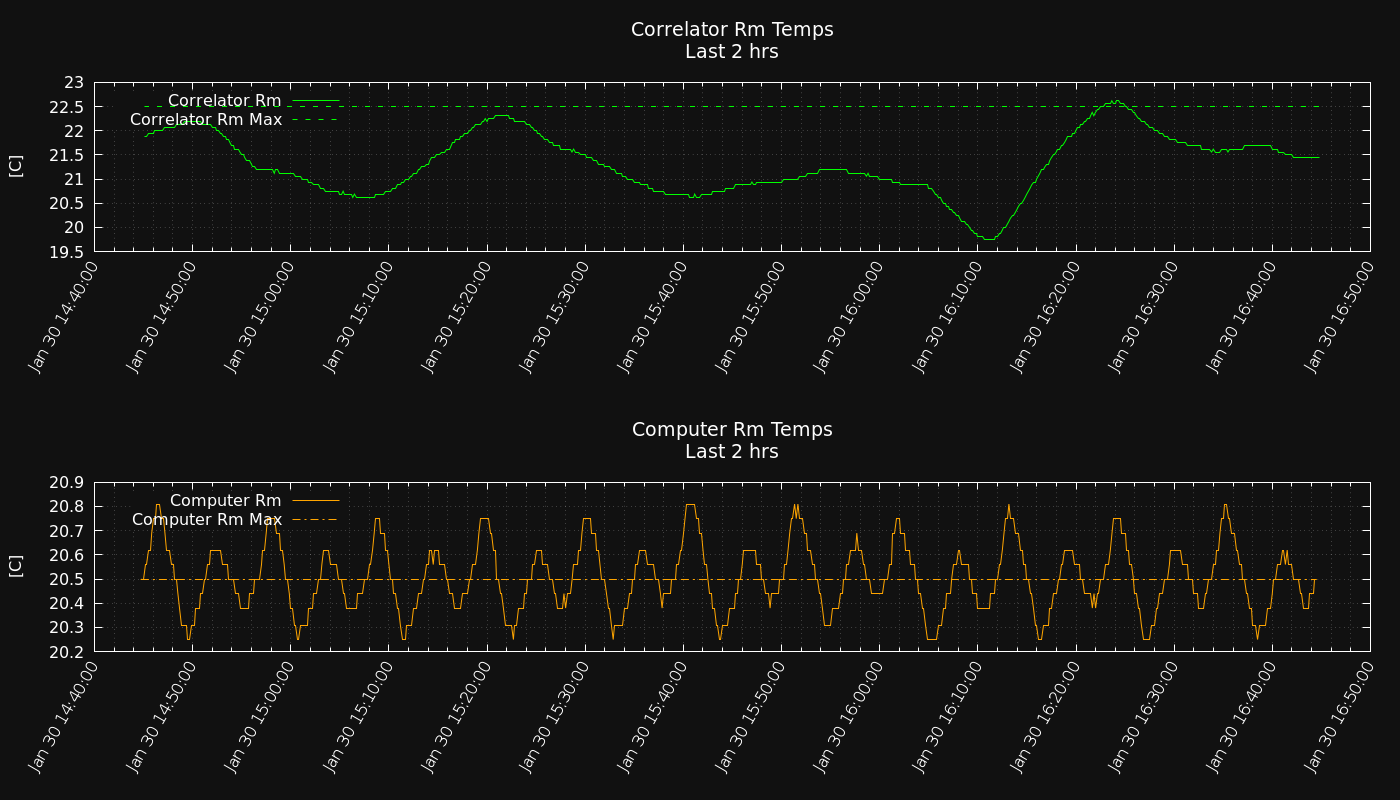 Correlator Rm Temps
Last 2 hrs
23
22.5
22
21.5
21
20.5
20
19.5
[C]
Correlator Rm
Correlator Rm Max
Jan 30 14:40:00
Jan 30 14:50:00
Jan 30 15:00:00
Jan 30 15:10:00
Jan 30 15:20:00
Jan 30 15:30:00
Jan 30 15:40:00
Jan 30 15:50:00
Jan 30 16:00:00
Jan 30 16:10:00
Jan 30 16:20:00
Jan 30 16:30:00
Jan 30 16:40:00
Jan 30 16:50:00
Computer Rm Temps
Last 2 hrs
20.9
20.8
20.7
20.6
20.5
20.4
20.3
20.2
[C]
Computer Rm
Computer Rm Max
Jan 30 14:40:00
Jan 30 14:50:00
Jan 30 15:00:00
Jan 30 15:10:00
Jan 30 15:20:00
Jan 30 15:30:00
Jan 30 15:40:00
Jan 30 15:50:00
Jan 30 16:00:00
Jan 30 16:10:00
Jan 30 16:20:00
Jan 30 16:30:00
Jan 30 16:40:00
Jan 30 16:50:00